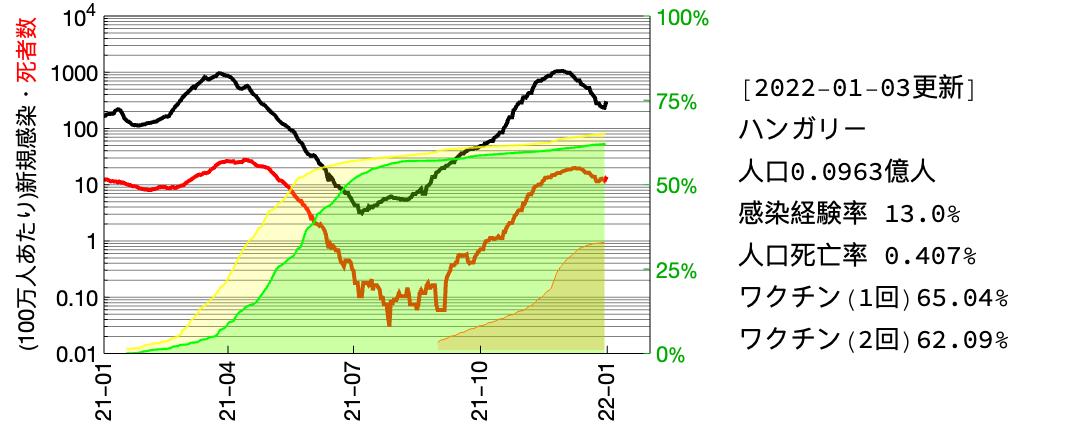 (100万人あたり)新規感染・死者数
10⁴
1000
100
10
1
0.10
0.01
100%
75%
50%
25%
0%
21−01
21−04
21−07
21−10
22−01
[2022−01−03更新]
ハンガリー
人口0.0963億人
感染経験率 13.0%
人口死亡率 0.407%
ワクチン(1回)65.04%
ワクチン(2回)62.09%